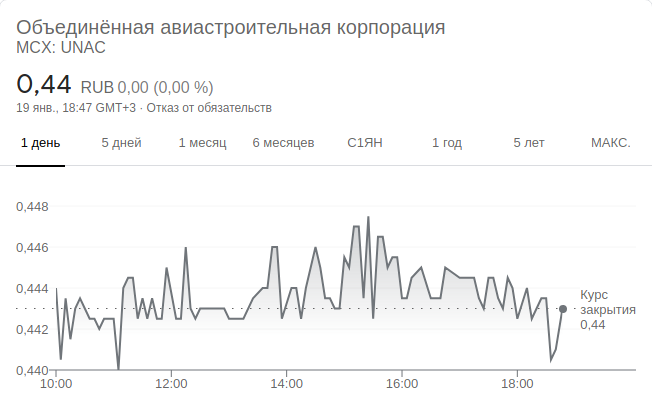 Объединённая авиастроительная корпорация
MCX: UNAC
0,44 RUB 0,00 (0,00 %)
19 янв., 18:47 GMT+3 · Отказ от обязательств
1 день 5 дней 1 месяц 6 месяцев С1ЯН 1 год 5 лет МАКС.
0,448
0,446
0,444
0,442
0,440
Курс
закрытия
0,44
10:00 12:00 14:00 16:00 18:00